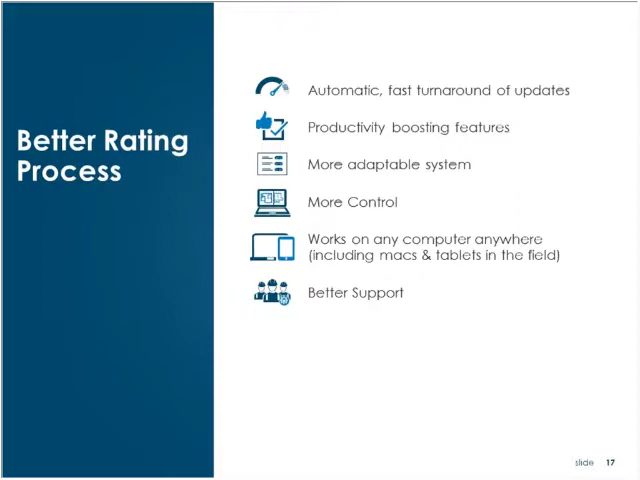 Better Rating
Process
Automatic, fast turnaround of updates
Productivity boosting features
More adaptable system
More Control
Works on any computer anywhere
(including macs & tablets in the field)
Better Support
slide 17